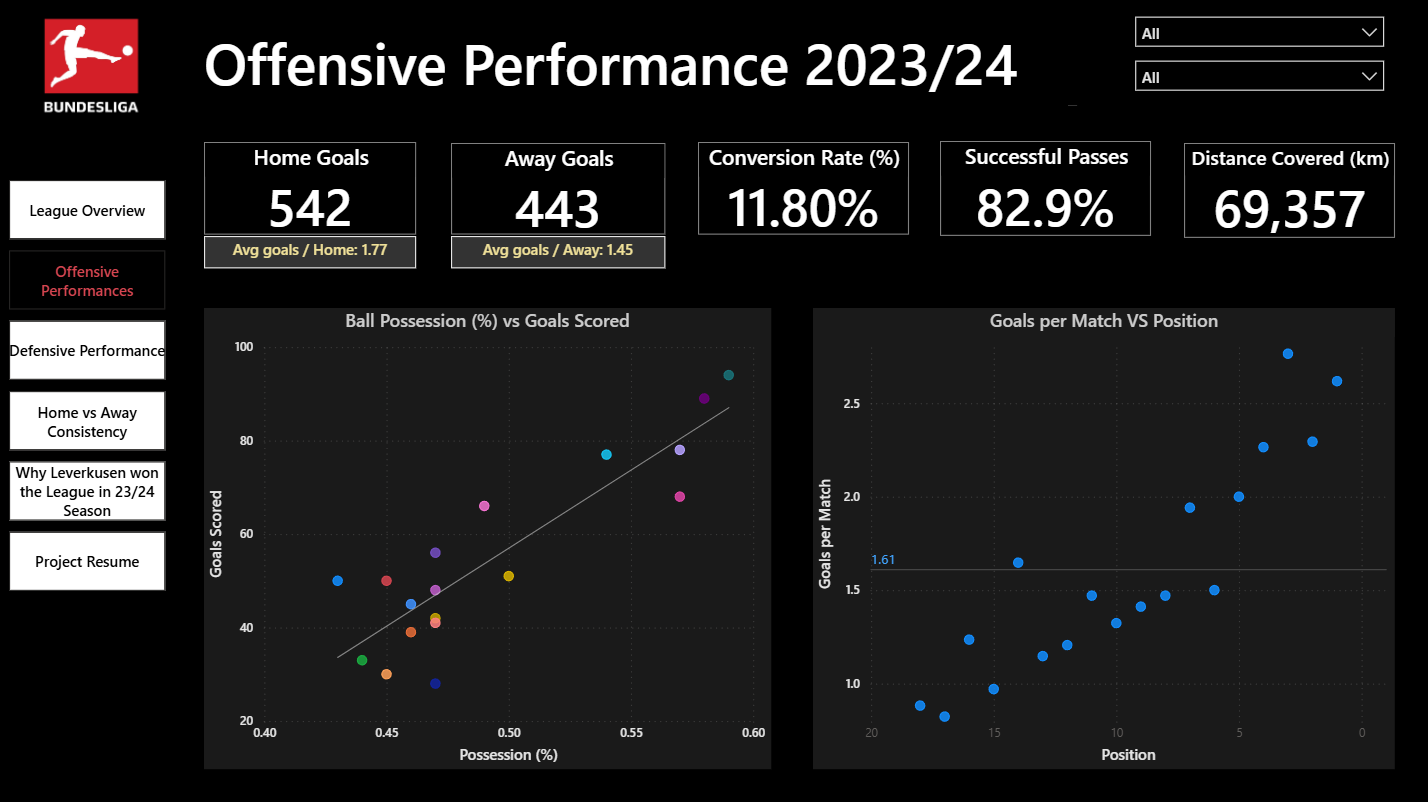 BUNDESLIGA
Offensive Performance 2023/24
All
All
Home Goals
542
Avg goals / Home: 1.77
Away Goals
443
Avg goals / Away: 1.45
Conversion Rate (%)
11.80%
Successful Passes
82.9%
Distance Covered (km)
69,357
League Overview
Offensive
Performances
Defensive Performance
Home vs Away
Consistency
Why Leverkusen won
the League in 23/24
Season
Project Resume
Ball Possession (%) vs Goals Scored
Goals Scored
100
80
60
40
20
0.40
0.45
0.50
0.55
0.60
Possession (%)
Goals per Match VS Position
Goals per Match
2.5
2.0
1.61
1.5
1.0
20
15
10
5
0
Position